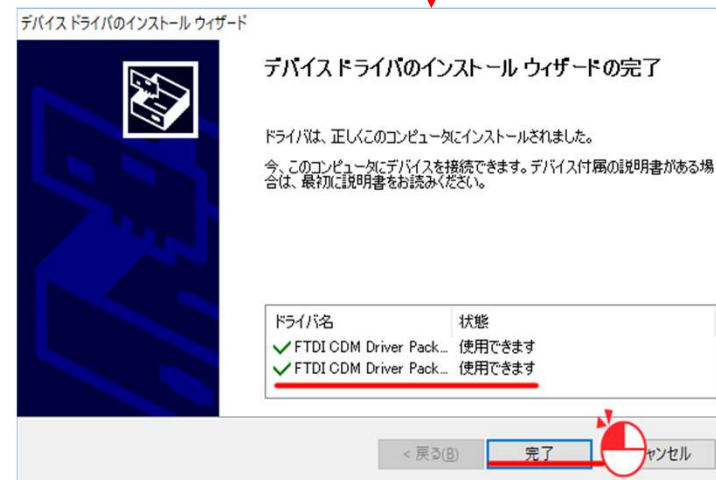 デバイス ドライバのインストール ウィザード
デバイス ドライバのインストール ウィザードの完了
ドライバは、正しくこのコンピュータにインストールされました。
今、このコンピュータにデバイスを接続できます。デバイス付属の説明書がある場
合は、最初に説明書をお読みください。
ドライバ名 状態
FTDI CDM Driver Pack... 使用できます
FTDI CDM Driver Pack... 使用できます
< 戻る(B) 完了 ャンセル